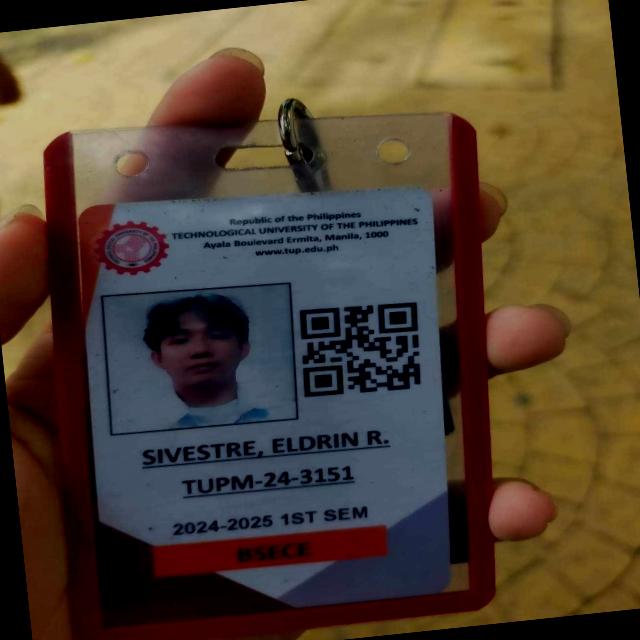 Republic of the Philippines
TECHNOLOGICAL UNIVERSITY OF THE PHILIPPINES
Ayala Boulevard Ermita, Manila, 1000
www.tup.edu.ph
SIVESTRE, ELDRIN R.
TUPM-24-3151
2024-2025 1ST SEM
BSECE